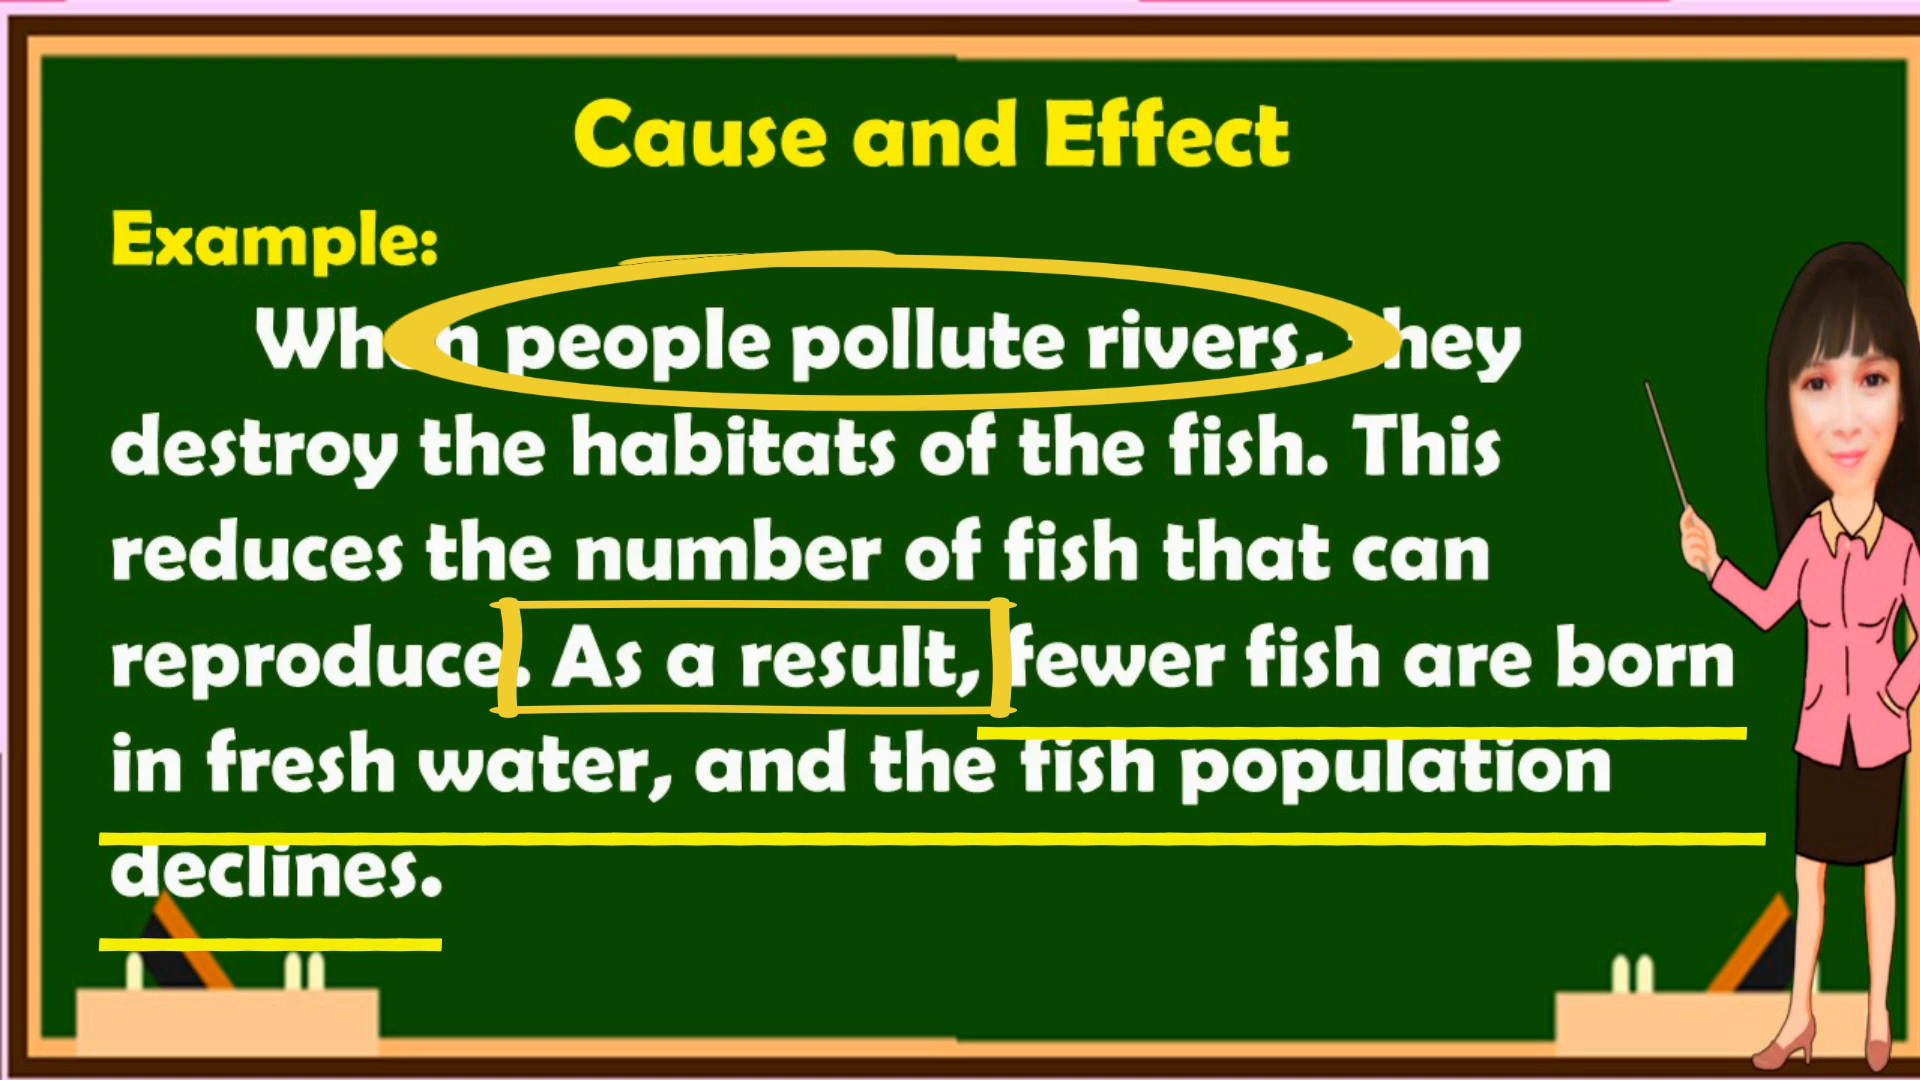 Cause and Effect
Example:
When people pollute rivers, they
destroy the habitats of the fish. This
reduces the number of fish that can
reproduce. As a result, fewer fish are born
in fresh water, and the fish population
declines.